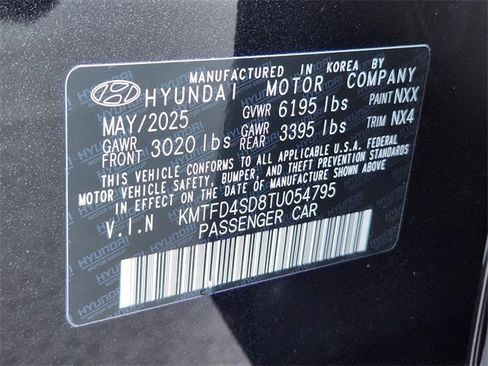 MANUFACTURED IN KOREA BY
HYUNDAI MOTOR COMPANY
MAY/2025 GVWR 6195 lbs PAINT NXX
GAWR FRONT 3020 lbs GAWR REAR 3395 lbs TRIM NX4
THIS VEHICLE CONFORMS TO ALL APPLICABLE U.S.A. FEDERAL
MOTOR VEHICLE SAFETY, BUMPER, AND THEFT PREVENTION
STANDARDS IN EFFECT ON THE DATE OF MANUFACTURE SHOWN ABOVE.
V.I.N KMTFD4SD8TU054795
PASSENGER CAR